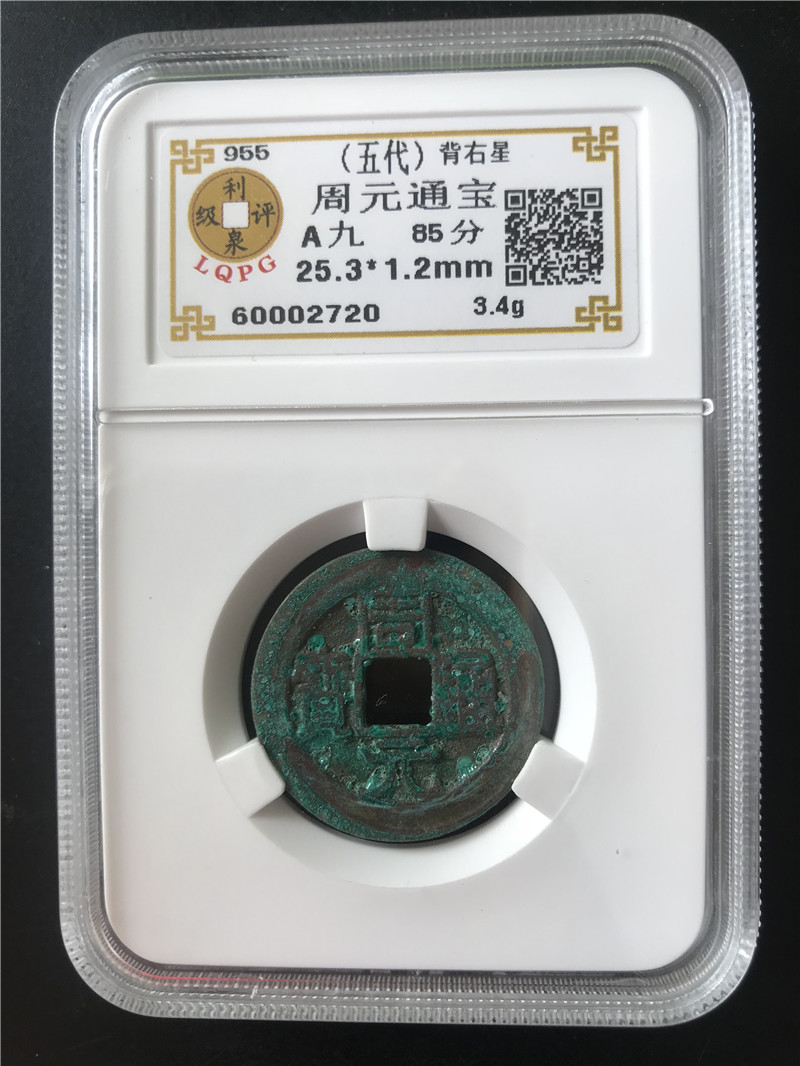 955 （五代）背右星
利泉评级
LQPG
周元通宝
A九 85分
25.3*1.2mm
60002720 3.4g
周元通寶